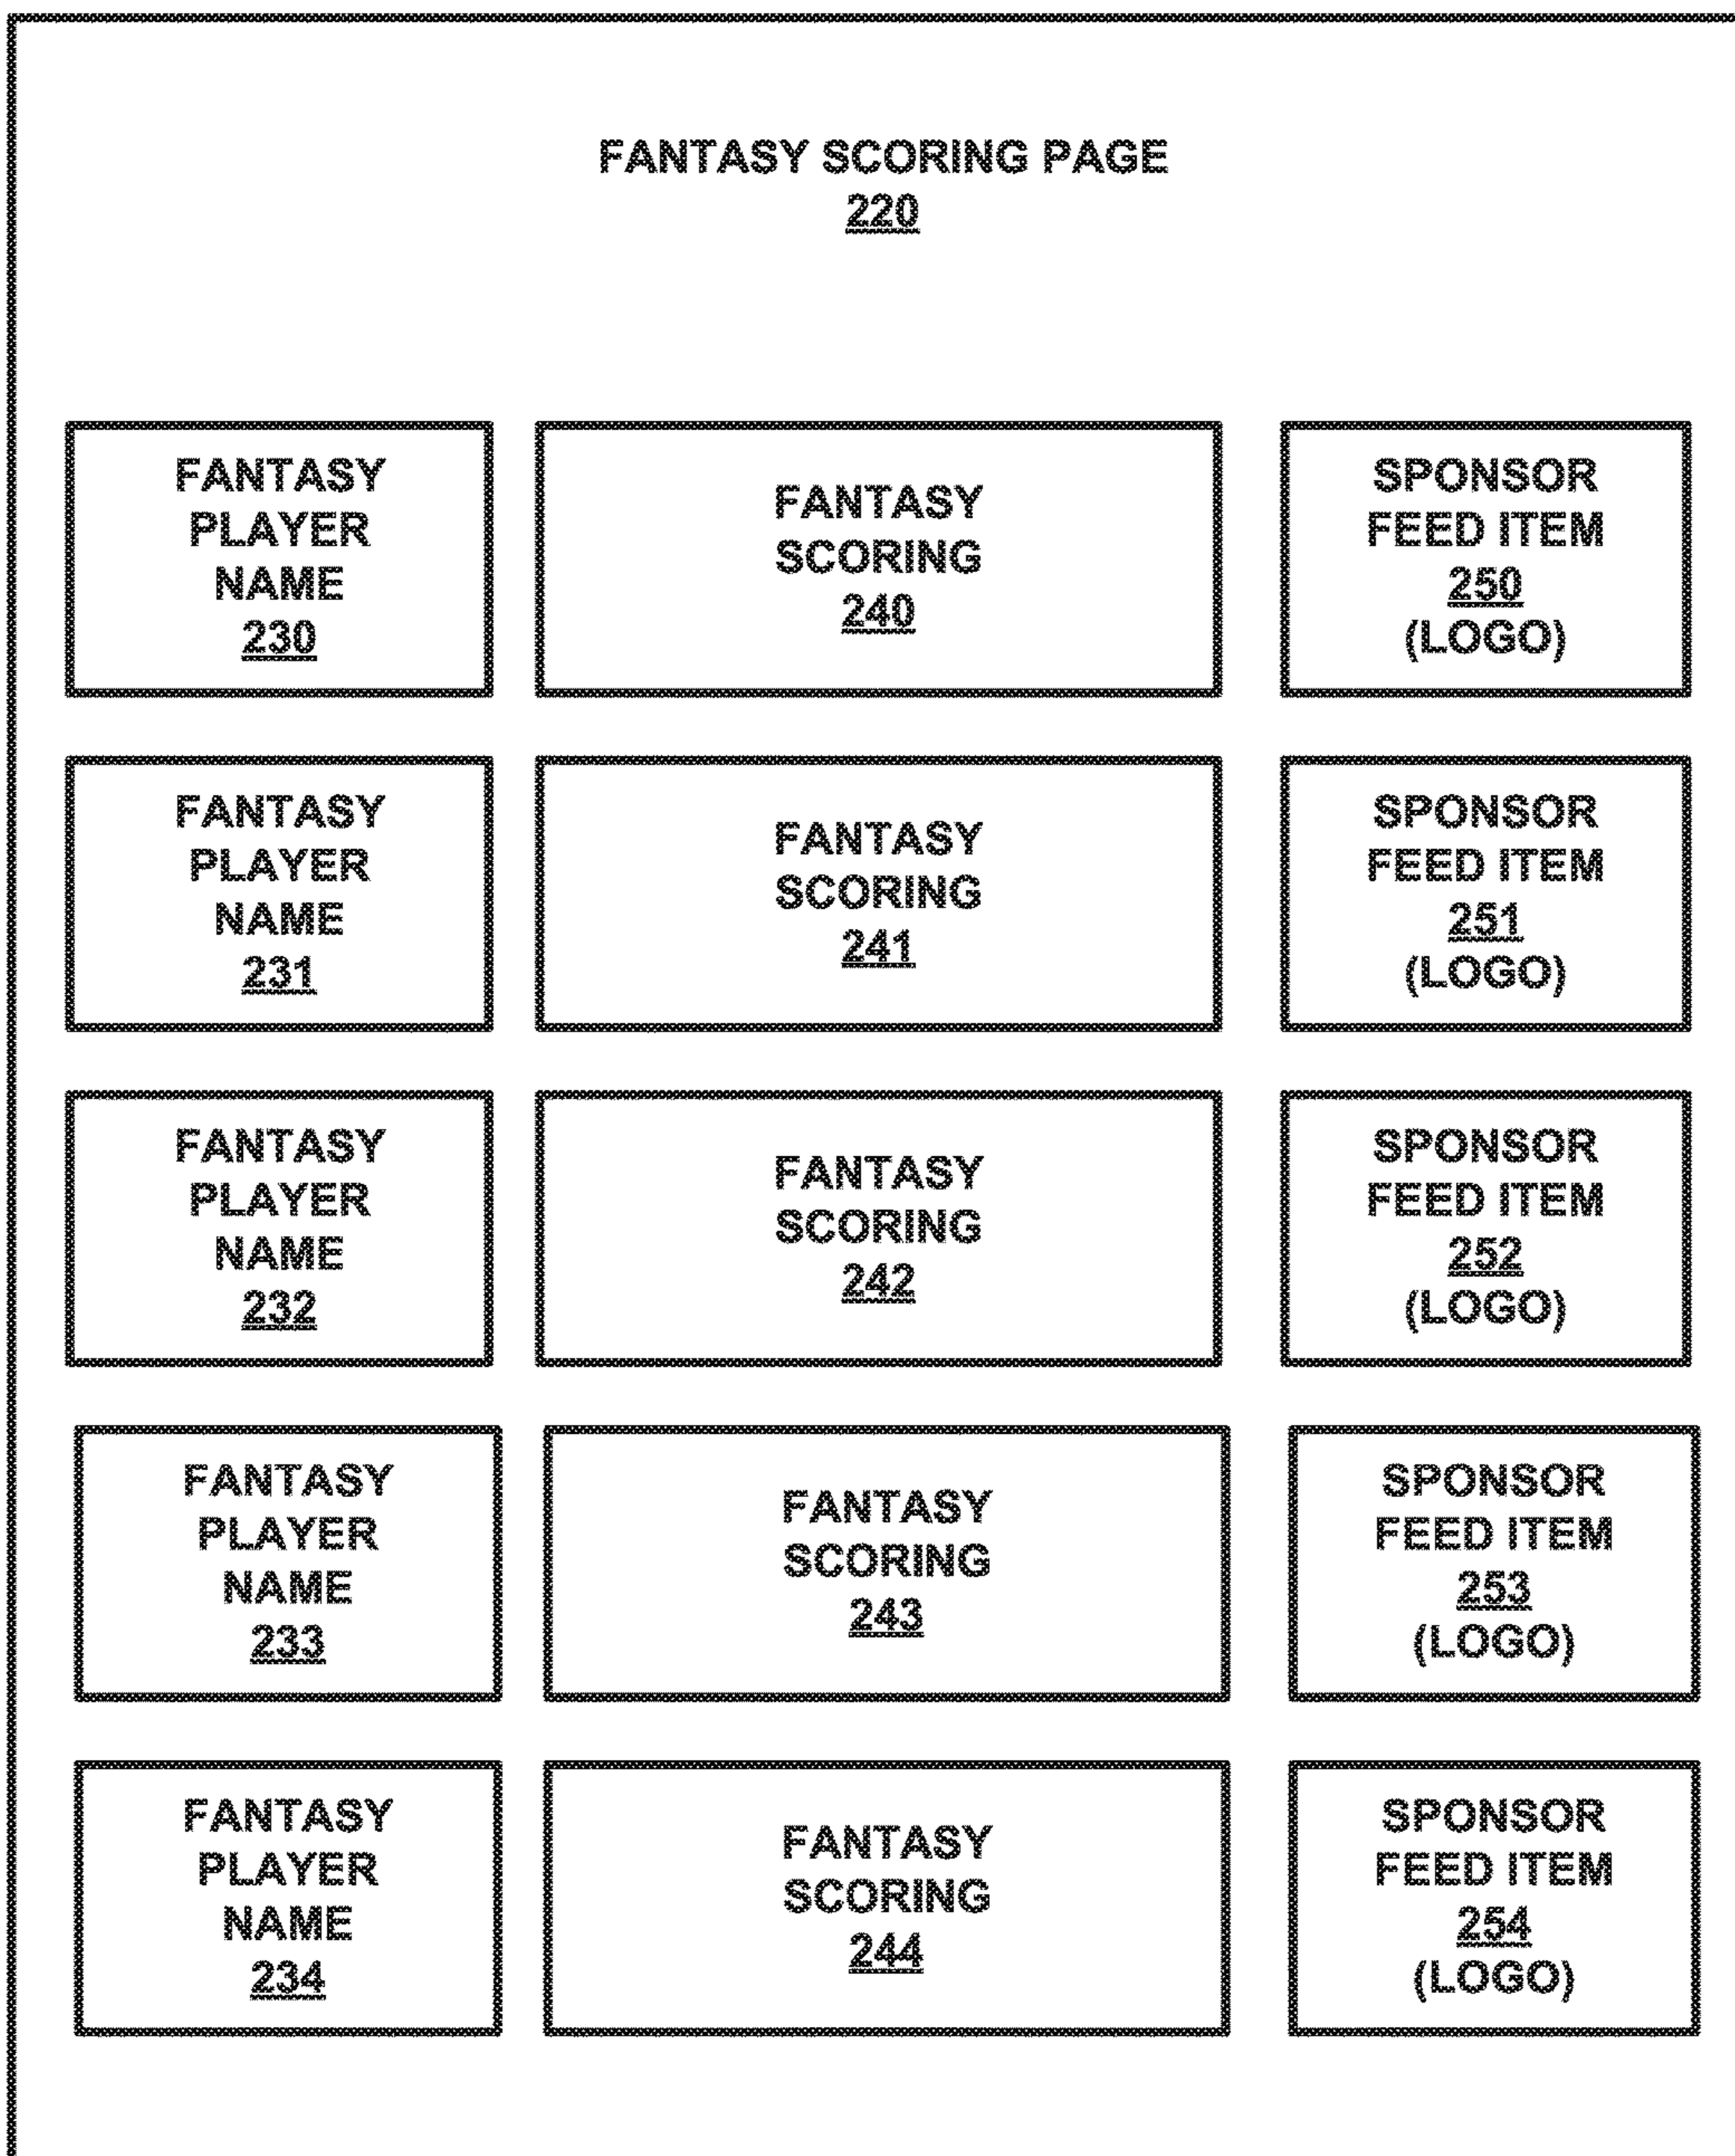 FANTASY SCORING PAGE
220
FANTASY
PLAYER
NAME
230
FANTASY
SCORING
240
SPONSOR
FEED ITEM
250
(LOGO)
FANTASY
PLAYER
NAME
231
FANTASY
SCORING
241
SPONSOR
FEED ITEM
251
(LOGO)
FANTASY
PLAYER
NAME
232
FANTASY
SCORING
242
SPONSOR
FEED ITEM
252
(LOGO)
FANTASY
PLAYER
NAME
233
FANTASY
SCORING
243
SPONSOR
FEED ITEM
253
(LOGO)
FANTASY
PLAYER
NAME
234
FANTASY
SCORING
244
SPONSOR
FEED ITEM
254
(LOGO)